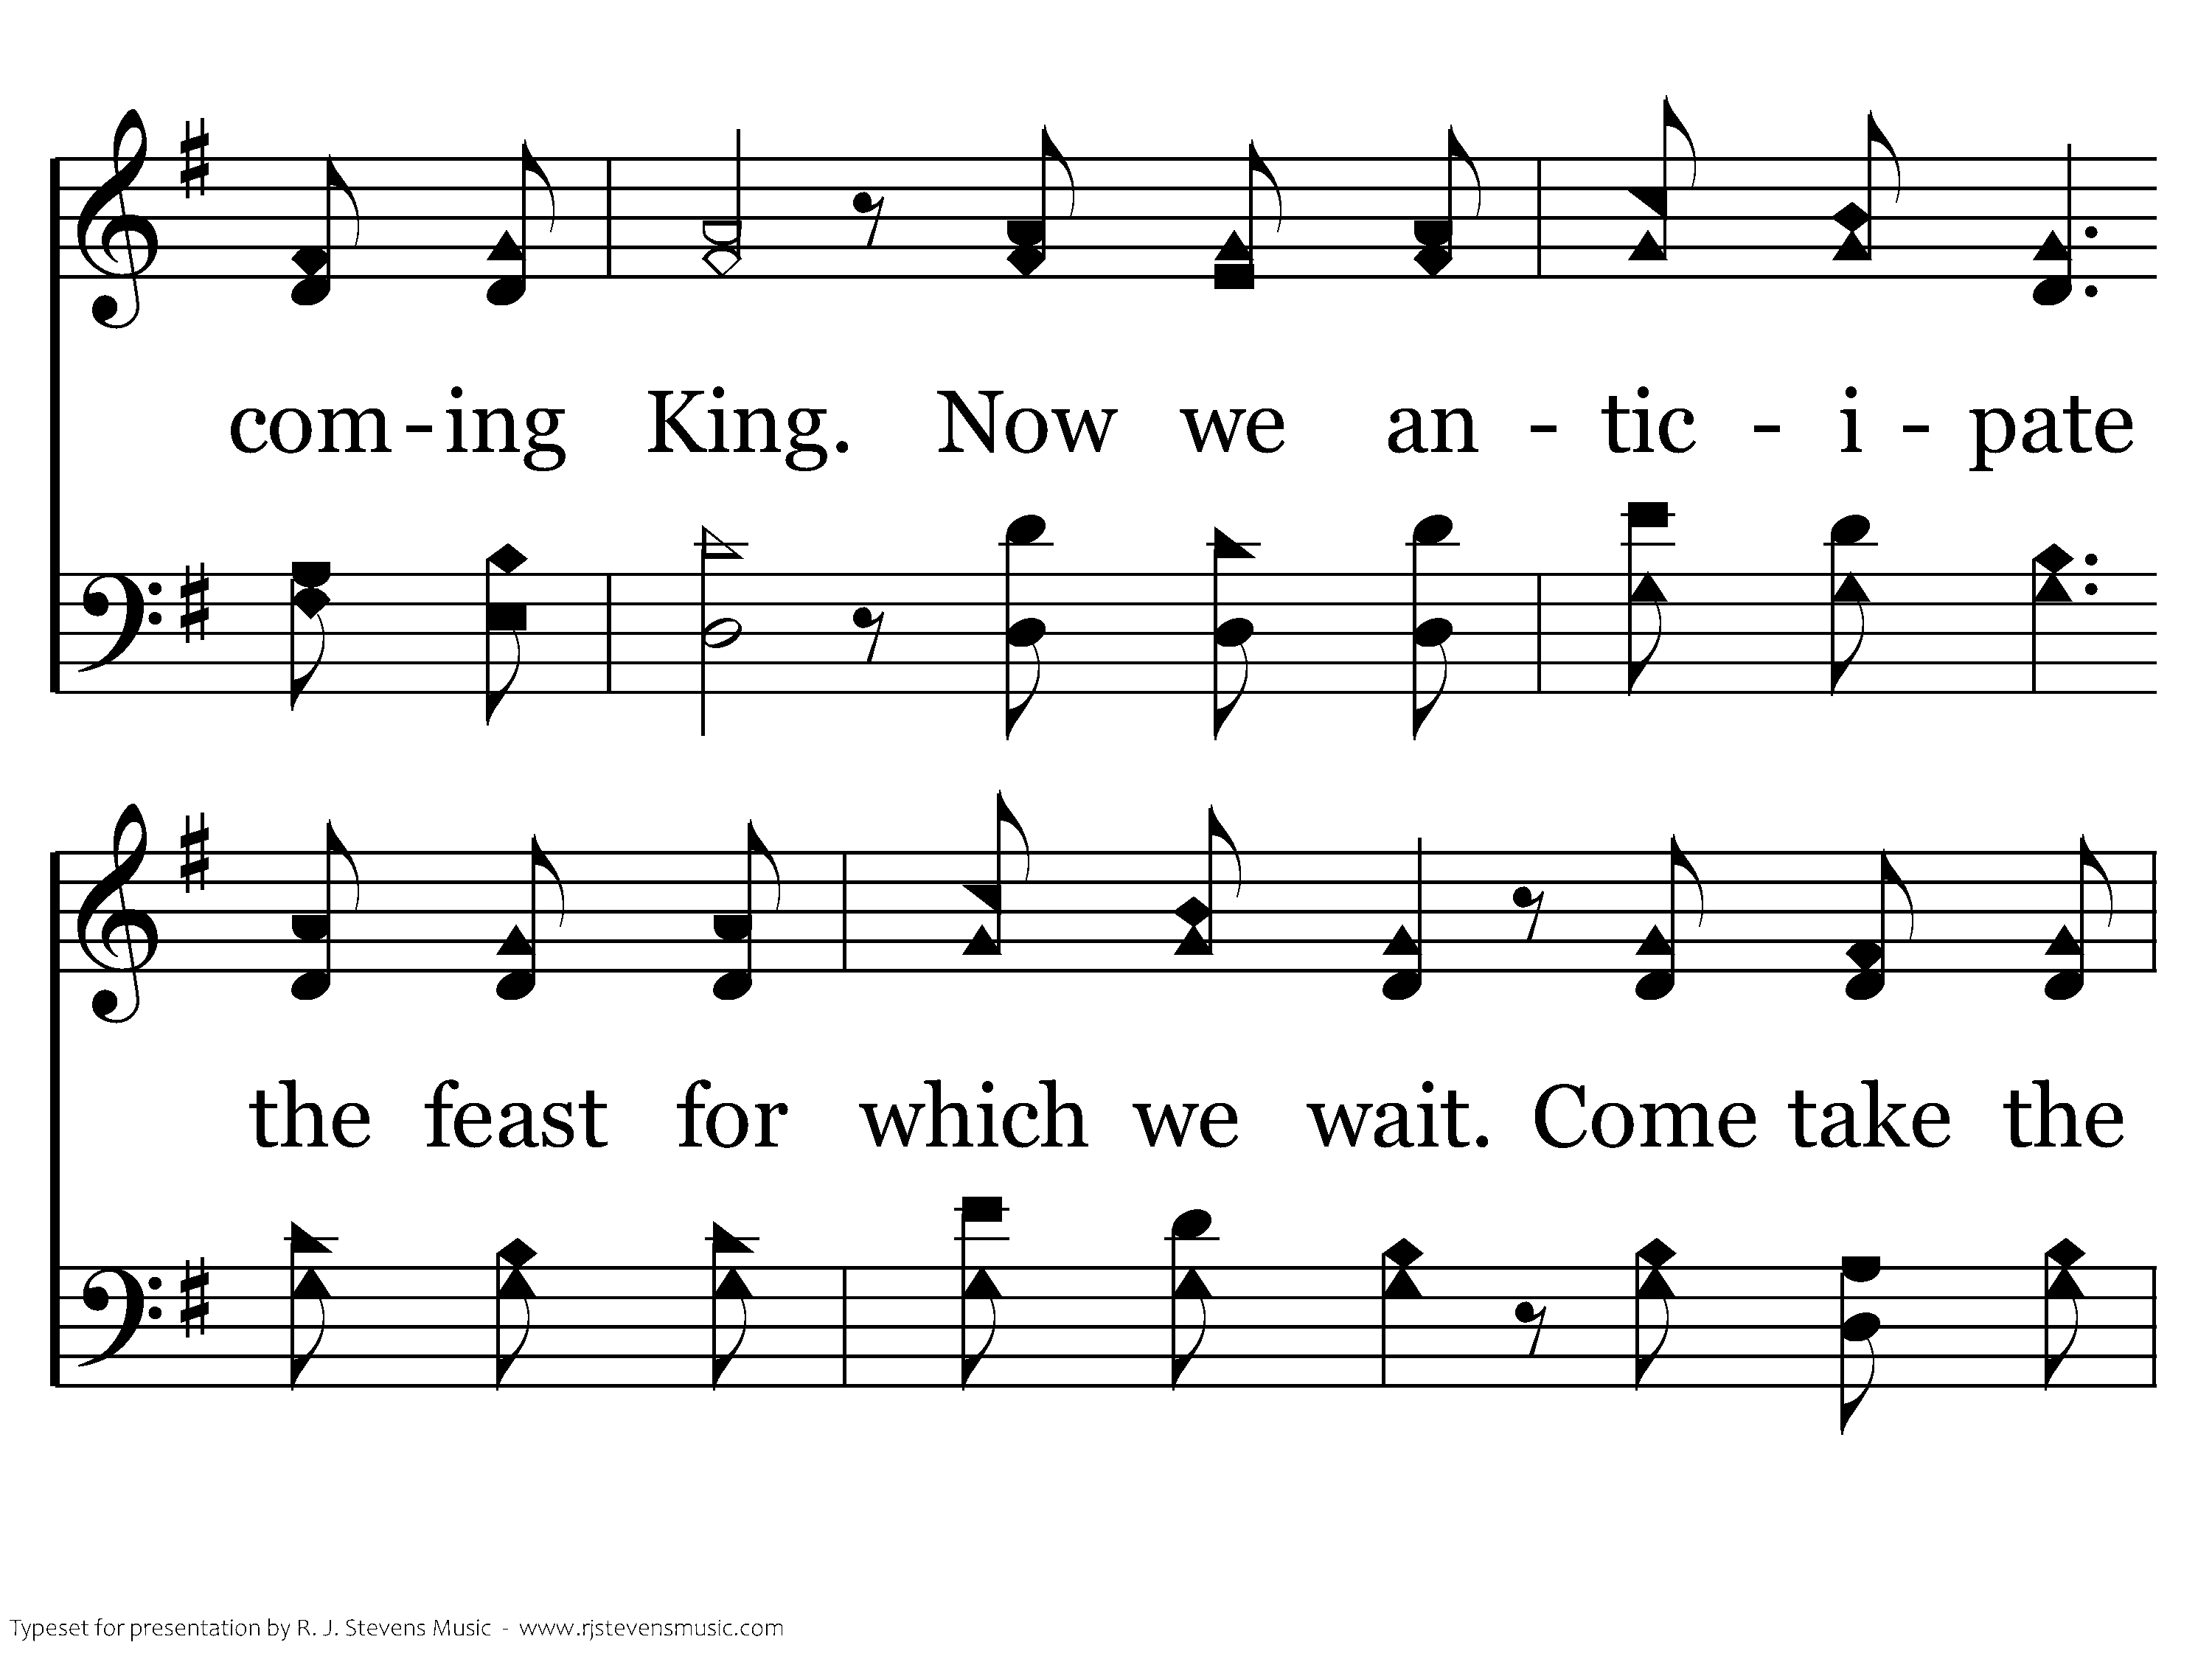 com - ing King. Now we an - tic - i - pate
the feast for which we wait. Come take the
Typeset for presentation by R. J. Stevens Music - www.rjstevensmusic.com